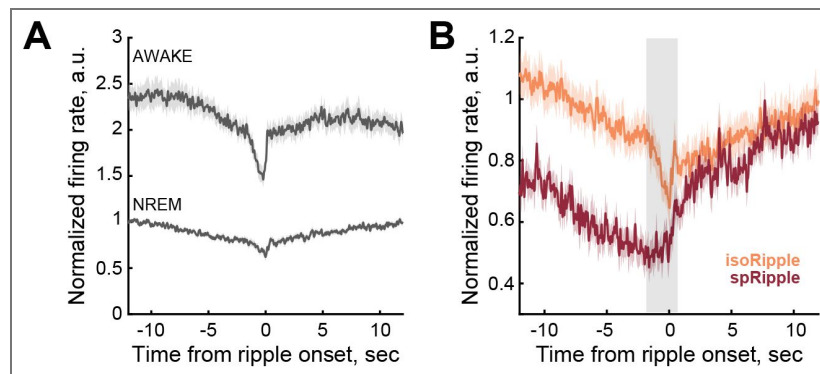 A
Normalized firing rate, a.u.
3
2.5
2
1.5
1
0.5
0
AWAKE
NREM
-10
-5
0
5
10
Time from ripple onset, sec
B
Normalized firing rate, a.u.
1.2
1
0.8
0.6
0.4
isoRipple
spRipple
-10
-5
0
5
10
Time from ripple onset, sec